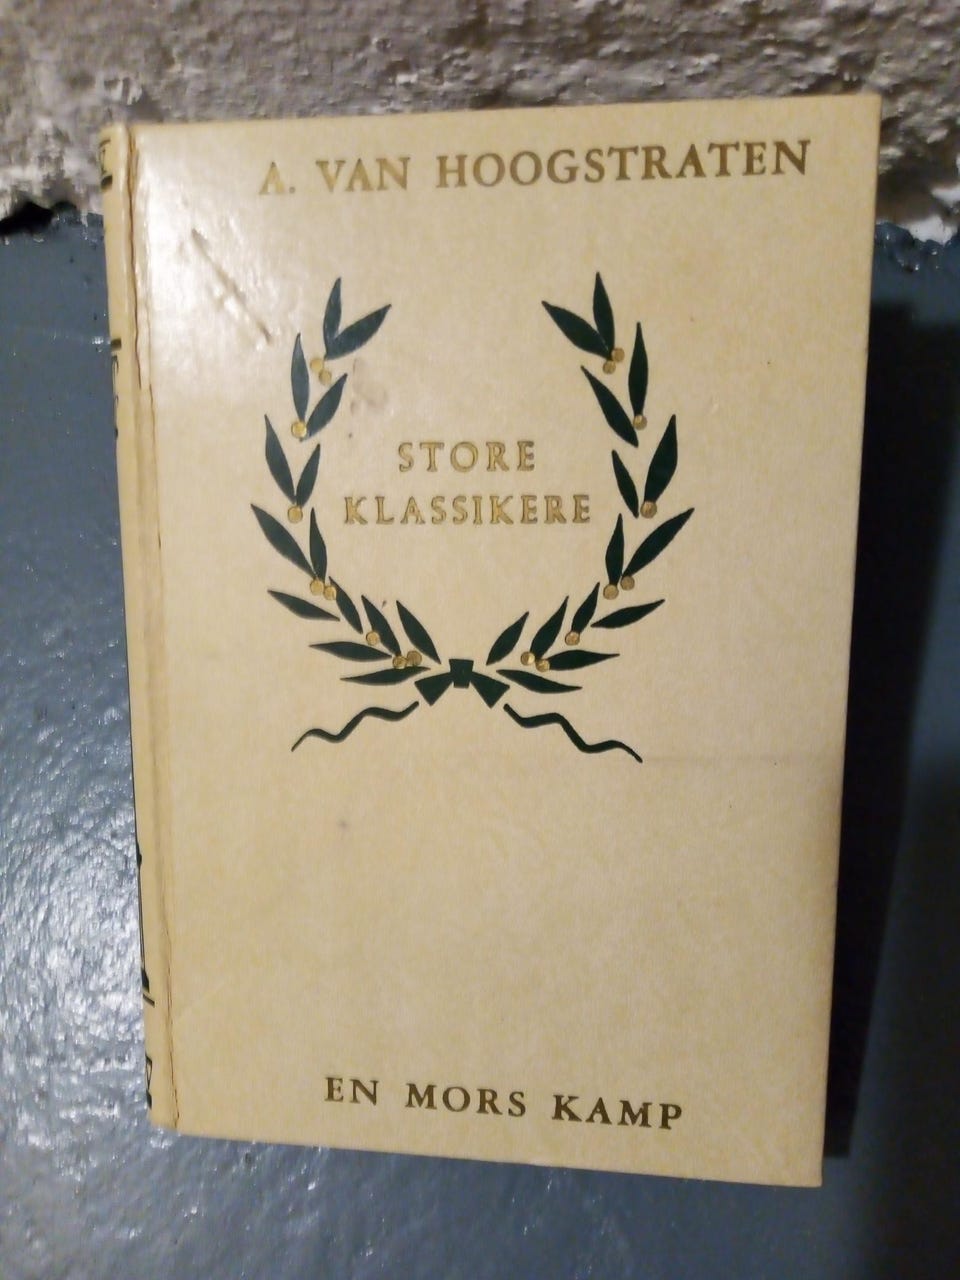 A. VAN HOOGSTRATEN
STORE
KLASSIKERE
EN MORS KAMP